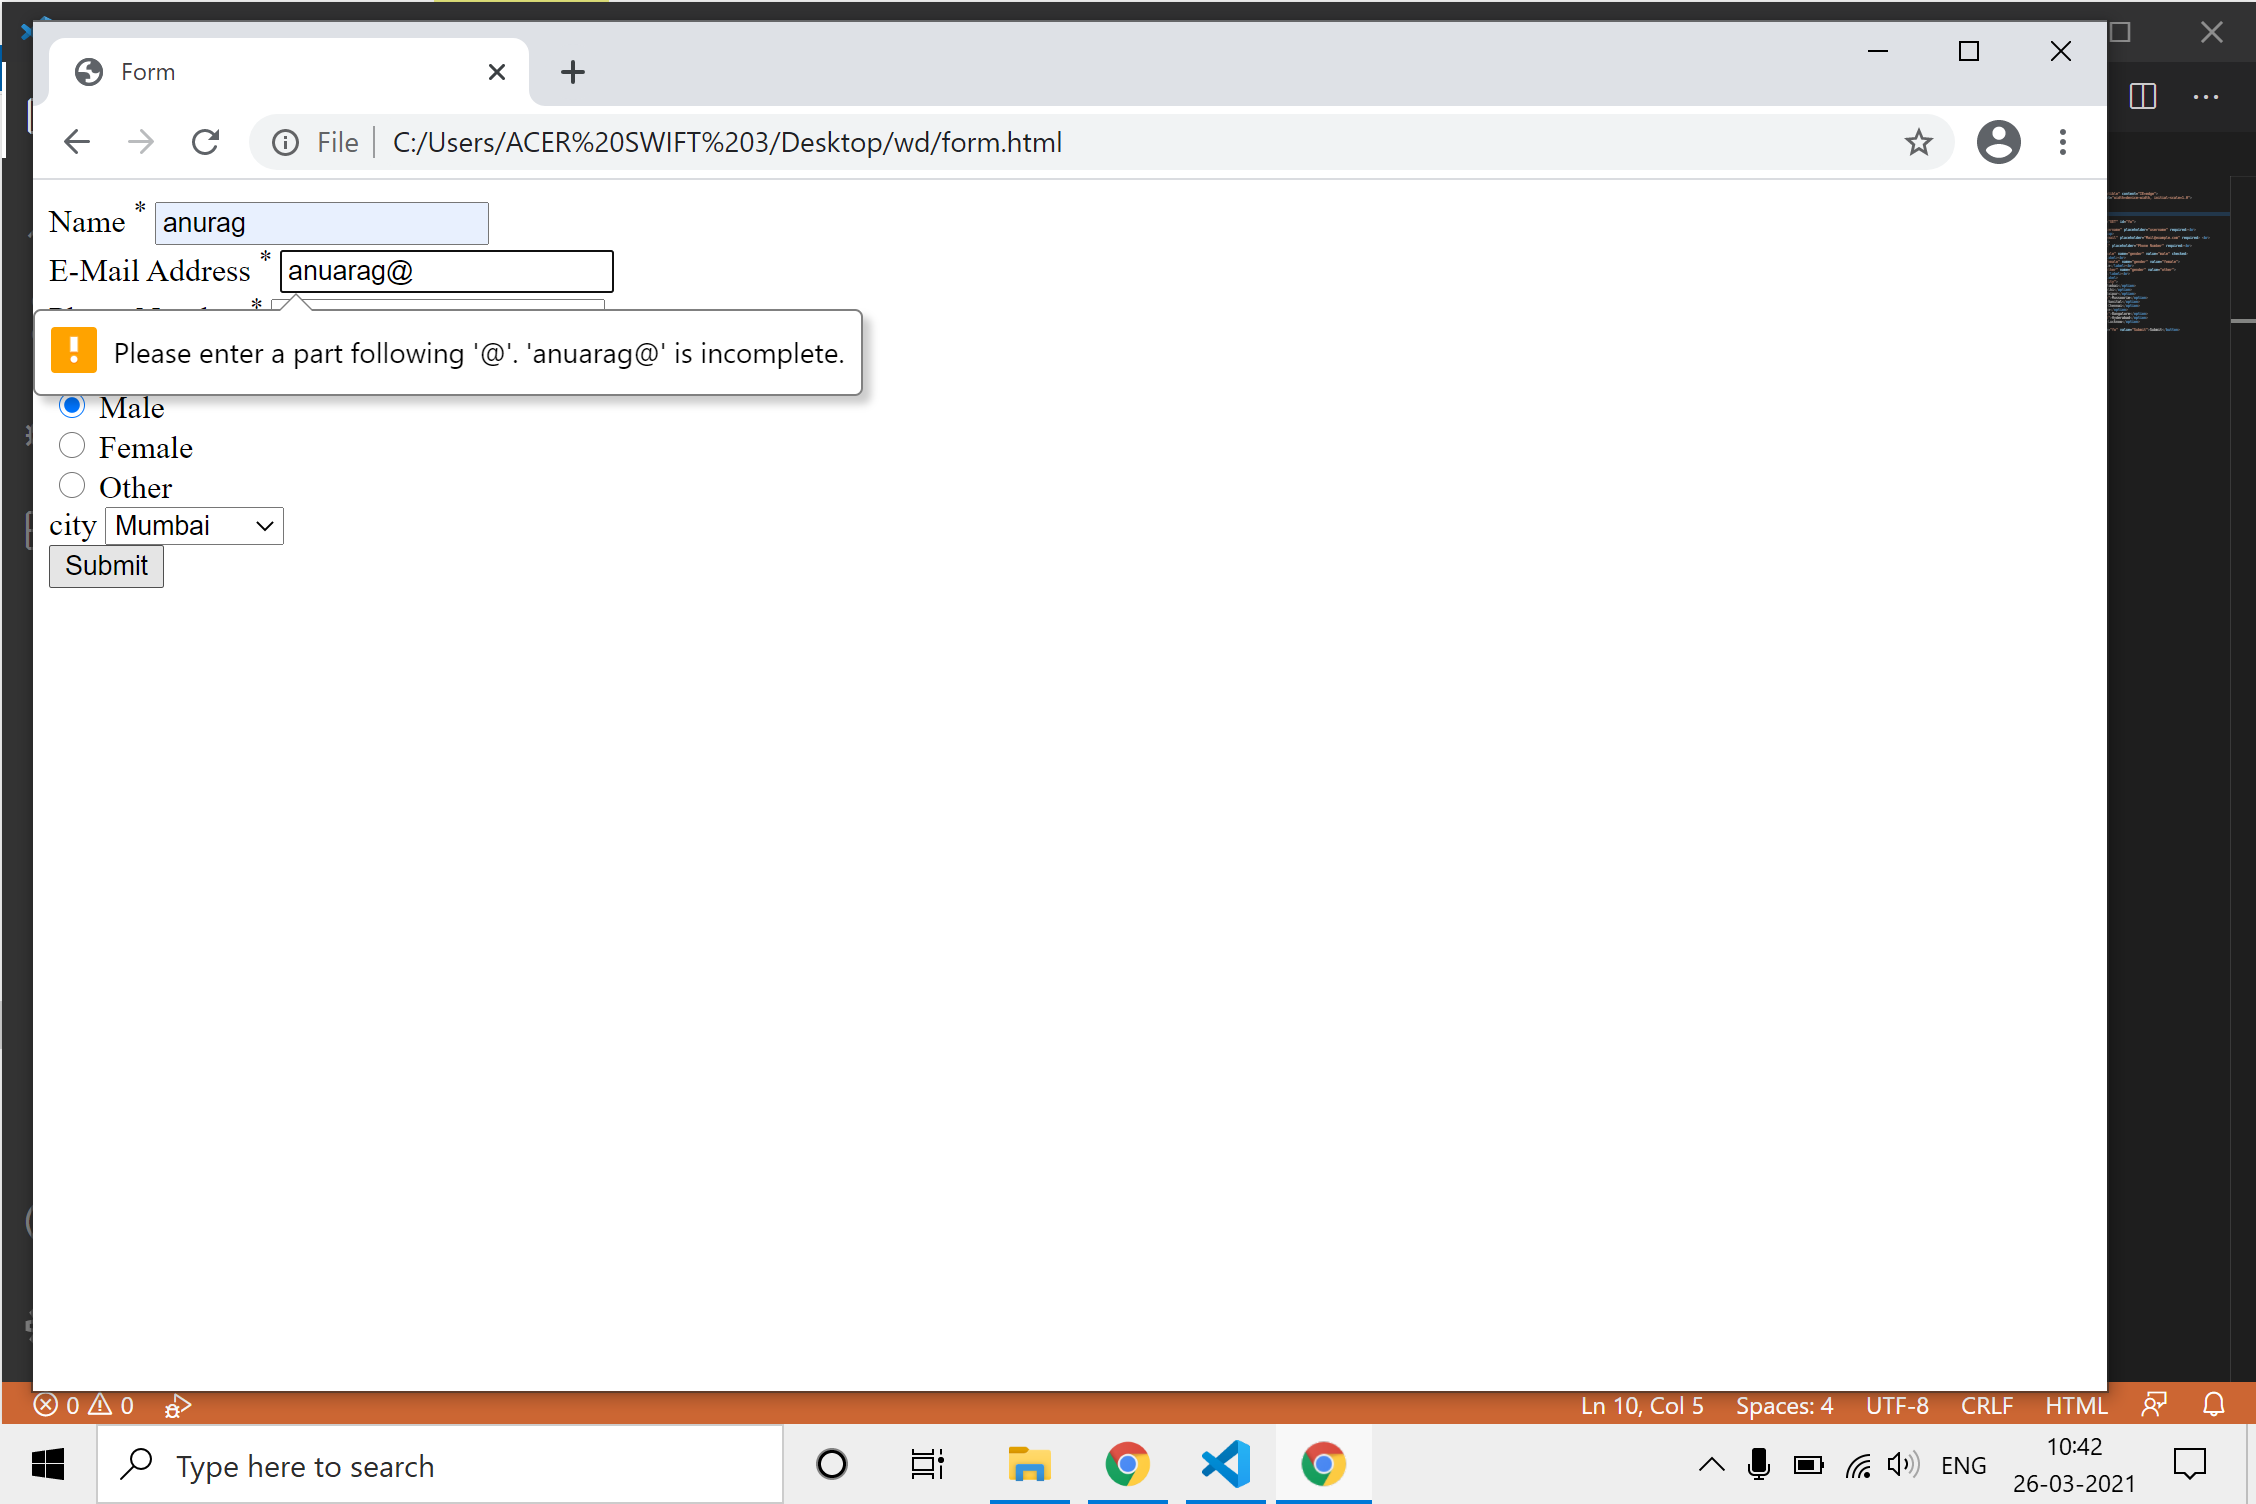 Form
File C:/Users/ACER%20SWIFT%203/Desktop/wd/form.html
Name * anurag
E-Mail Address * anuarag@
*
Please enter a part following '@'. 'anuarag@' is incomplete.
Male
Female
Other
city Mumbai
Submit
0 0 Ln 10, Col 5 Spaces: 4 UTF-8 CRLF HTML
Type here to search
ENG
10:42
26-03-2021